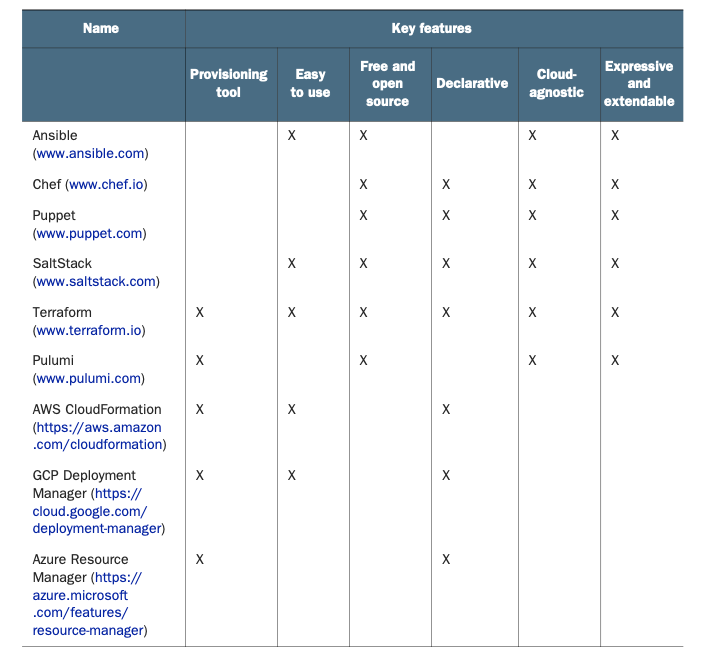 Name Key features
Provisioning tool Easy to use Free and open source Declarative Cloud-agnostic Expressive and extendable
Ansible X X X X
(www.ansible.com)
Chef (www.chef.io) X X X X
Puppet X X X X
(www.puppet.com)
SaltStack X X X X X
(www.saltstack.com)
Terraform X X X X X X
(www.terraform.io)
Pulumi X X X X
(www.pulumi.com)
AWS CloudFormation X X X
(https://aws.amazon
.com/cloudformation)
GCP Deployment X X X
Manager (https://
cloud.google.com/
deployment-manager)
Azure Resource X X
Manager (https://
azure.microsoft
.com/features/
resource-manager)